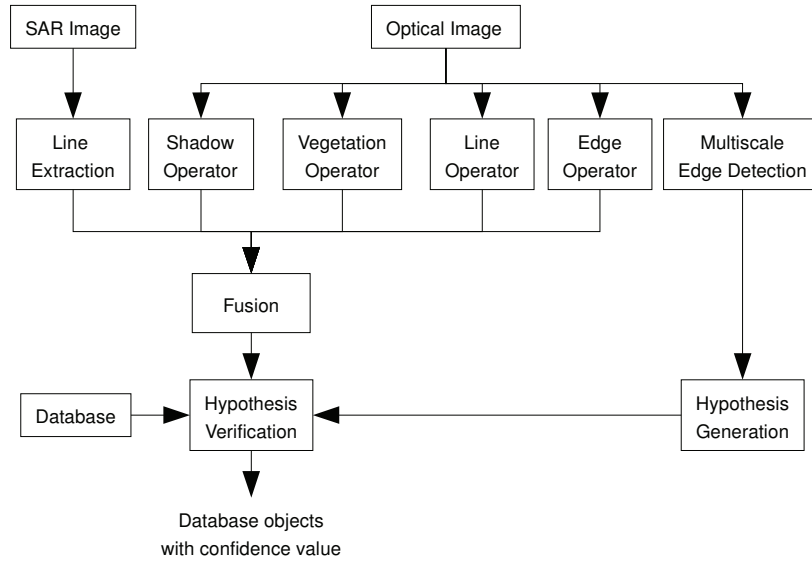 SAR Image
Optical Image
Line
Extraction
Shadow
Operator
Vegetation
Operator
Line
Operator
Edge
Operator
Multiscale
Edge Detection
Fusion
Database
Hypothesis
Verification
Hypothesis
Generation
Database objects
with confidence value